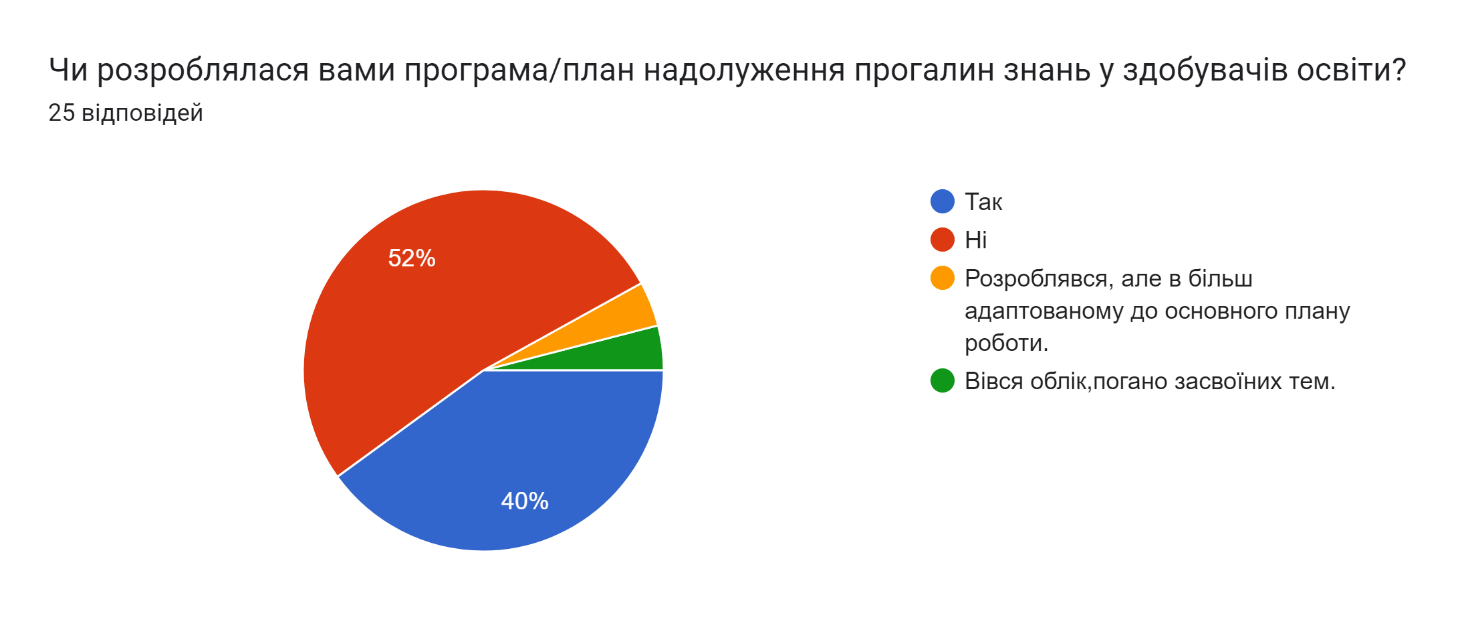 Чи розроблялася вами програма/план надолуження прогалин знань у здобувачів освіти?
25 відповідей
52%
40%
Так
Ні
Розроблявся, але в більш
адаптованому до основного плану
роботи.
Вівся облік,погано засвоїних тем.